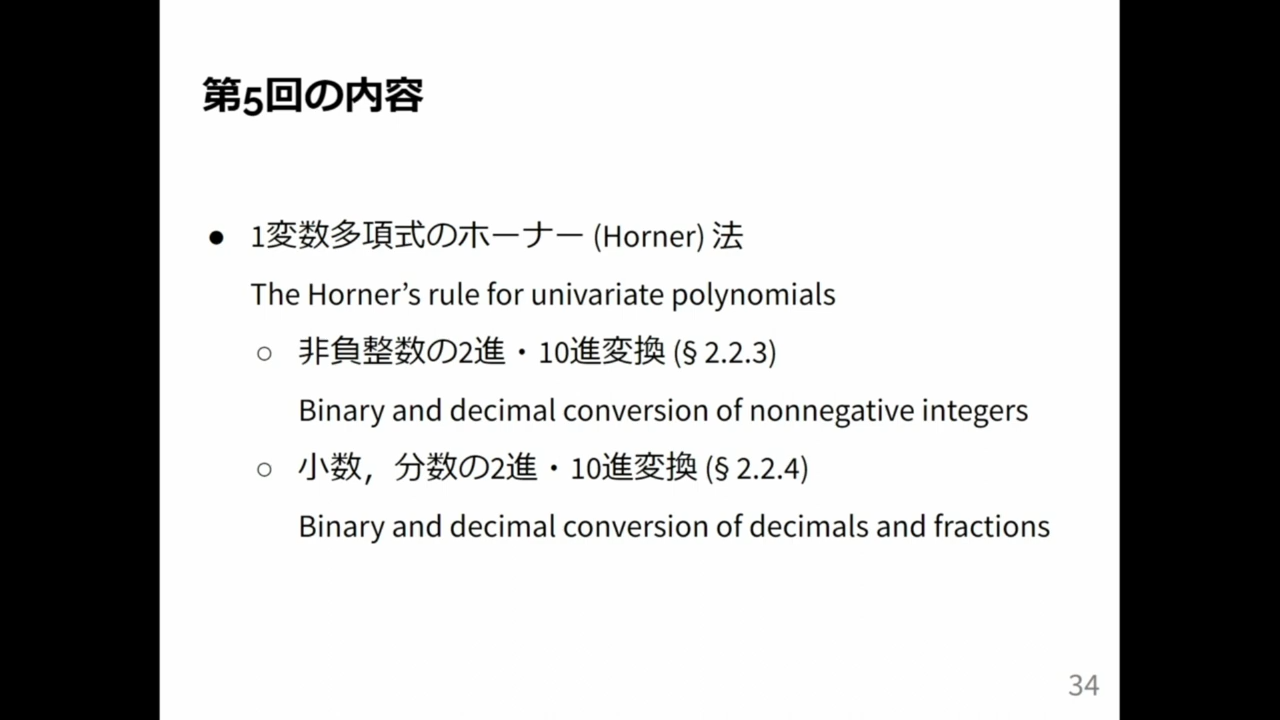 第5回の内容
● 1変数多項式のホーナー (Horner) 法
The Horner’s rule for univariate polynomials
○ 非負整数の2進・10進変換 (§ 2.2.3)
Binary and decimal conversion of nonnegative integers
○ 小数，分数の2進・10進変換 (§ 2.2.4)
Binary and decimal conversion of decimals and fractions
34